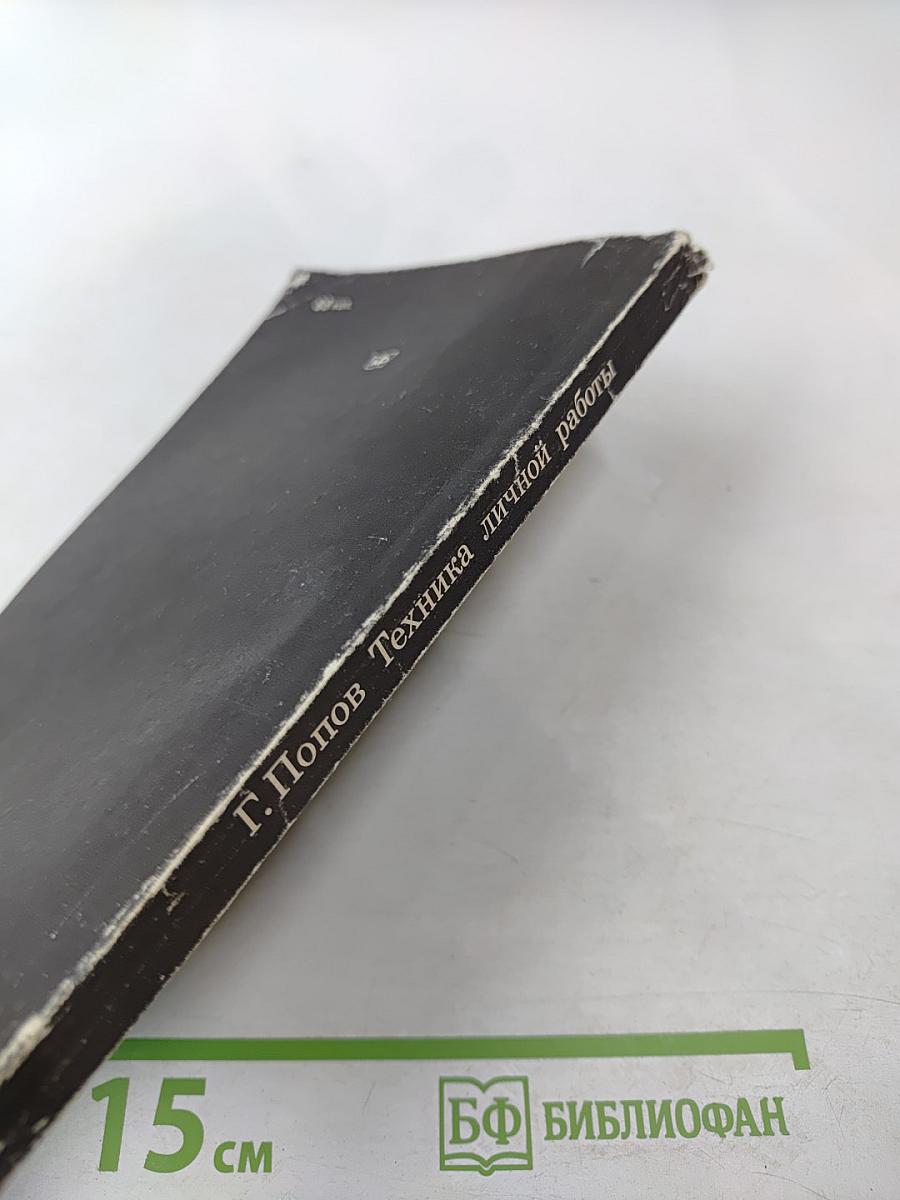 Г. Попов Техника личной работы
15 см
БФ БИБЛИОФАН